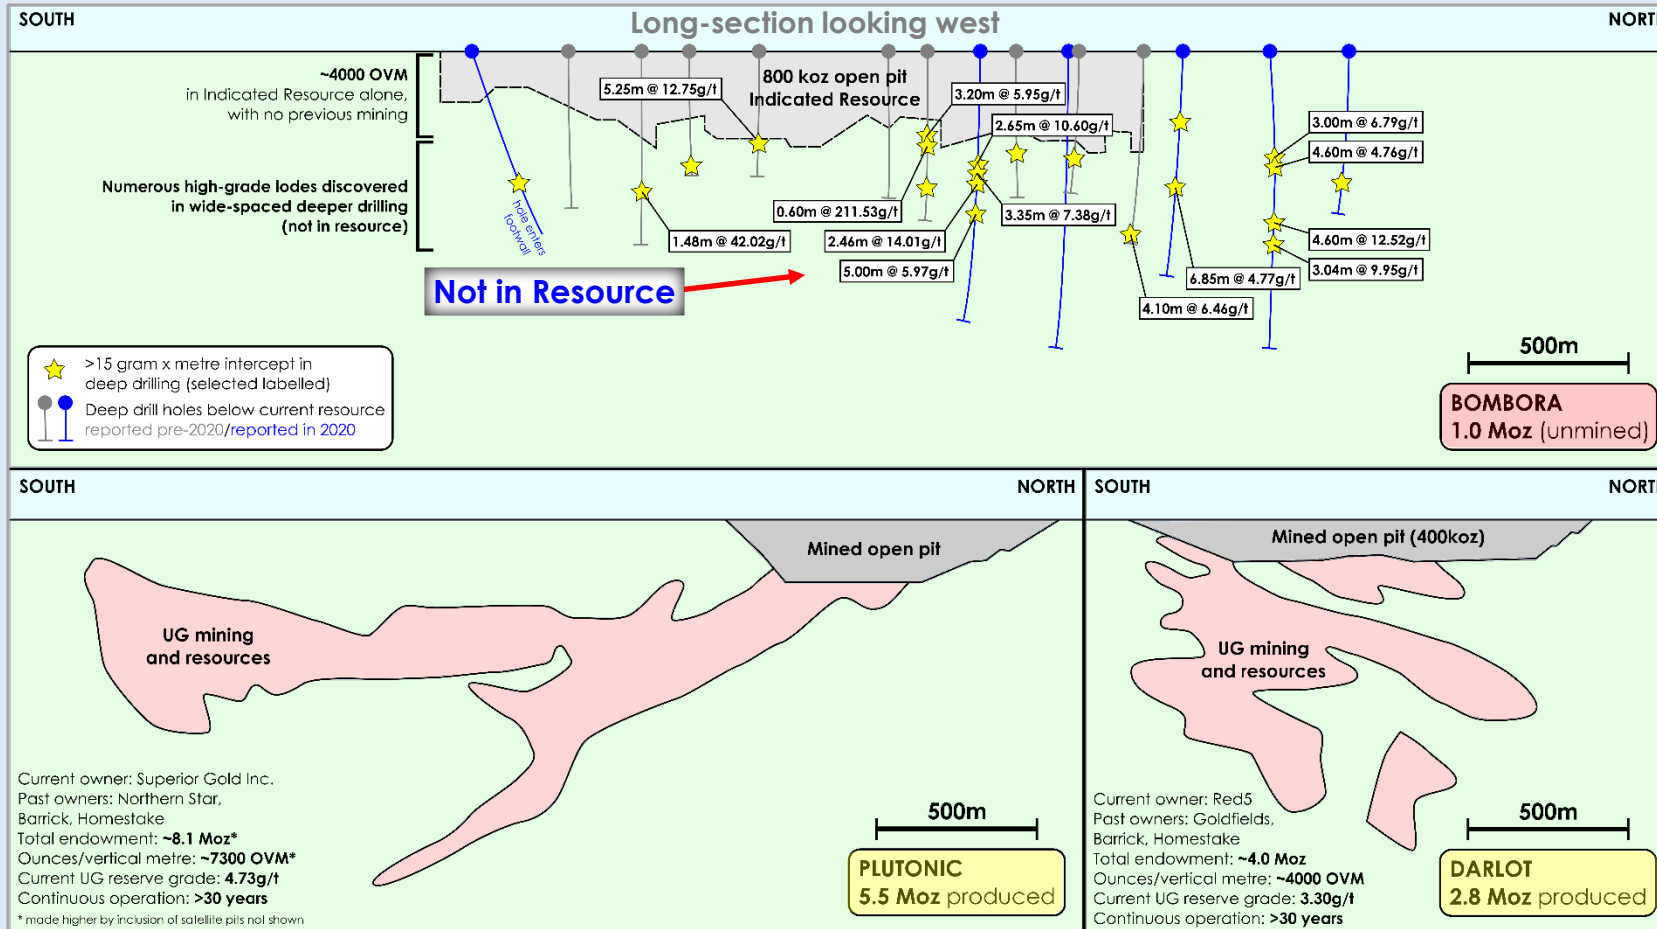 SOUTH
Long-section looking west
NORTH
~4000 OVM
in Indicated Resource alone,
with no previous mining
Numerous high-grade lodes discovered
in wide-spaced deeper drilling
(not in resource)
800 koz open pit
Indicated Resource
5.25m @ 12.75g/t
3.20m @ 5.95g/t
2.65m @ 10.60g/t
3.00m @ 6.79g/t
4.60m @ 4.76g/t
0.60m @ 211.53g/t
3.35m @ 7.38g/t
1.48m @ 42.02g/t
2.46m @ 14.01g/t
4.60m @ 12.52g/t
5.00m @ 5.97g/t
3.04m @ 9.95g/t
6.85m @ 4.77g/t
4.10m @ 6.46g/t
hole enters
footwall
Not in Resource
>15 gram x metre intercept in
deep drilling (selected labelled)
Deep drill holes below current resource
reported pre-2020/reported in 2020
500m
BOMBORA
1.0 Moz (unmined)
SOUTH
NORTH
Mined open pit
UG mining
and resources
Current owner: Superior Gold Inc.
Past owners: Northern Star,
Barrick, Homestake
Total endowment: ~8.1 Moz*
Ounces/vertical metre: ~7300 OVM*
Current UG reserve grade: 4.73g/t
Continuous operation: >30 years
* made higher by inclusion of satellite pits not shown
500m
PLUTONIC
5.5 Moz produced
SOUTH
NORTH
Mined open pit (400koz)
UG mining
and resources
Current owner: Red5
Past owners: Goldfields,
Barrick, Homestake
Total endowment: ~4.0 Moz
Ounces/vertical metre: ~4000 OVM
Current UG reserve grade: 3.30g/t
Continuous operation: >30 years
500m
DARLOT
2.8 Moz produced